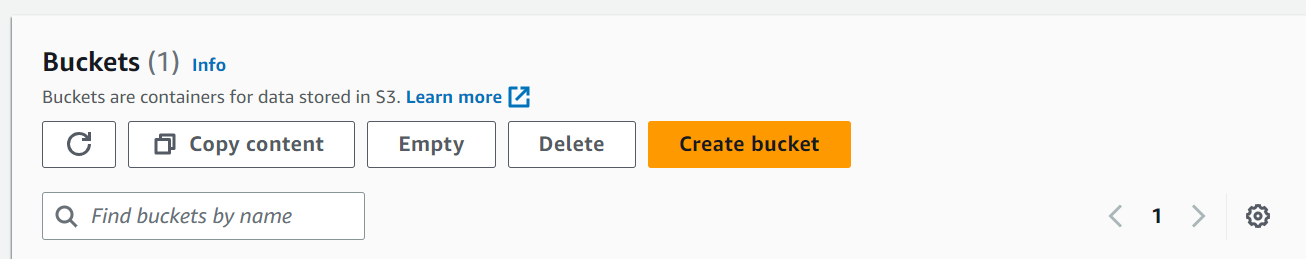 Buckets (1) Info
Buckets are containers for data stored in S3. Learn more
Copy content Empty Delete Create bucket
Find buckets by name 1